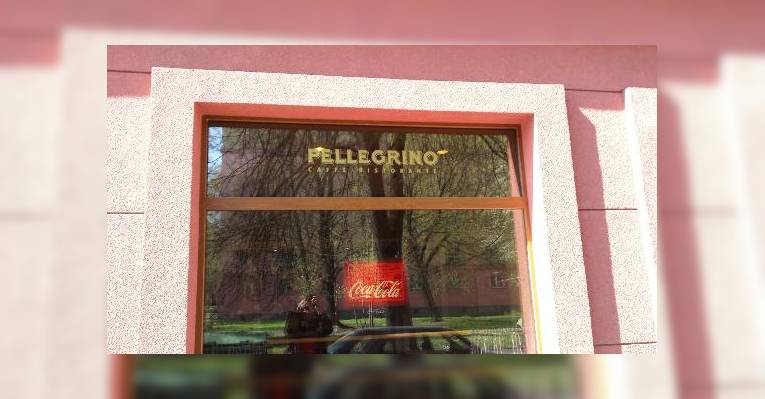 PELLEGRINO
CAFFE RISTORANTE
Coca-Cola